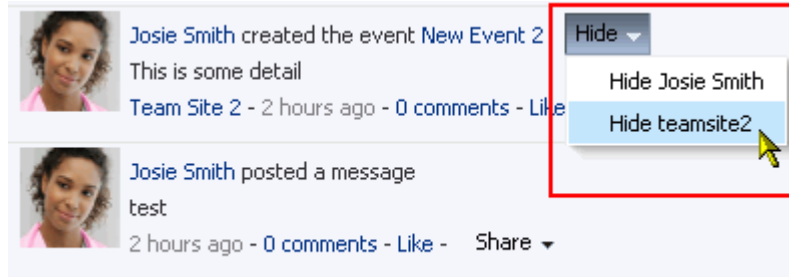 Josie Smith created the event New Event 2 Hide
This is some detail
Hide Josie Smith
Team Site 2 - 2 hours ago - 0 comments - Like
Hide teamsite2
Josie Smith posted a message
test
2 hours ago - 0 comments - Like - Share